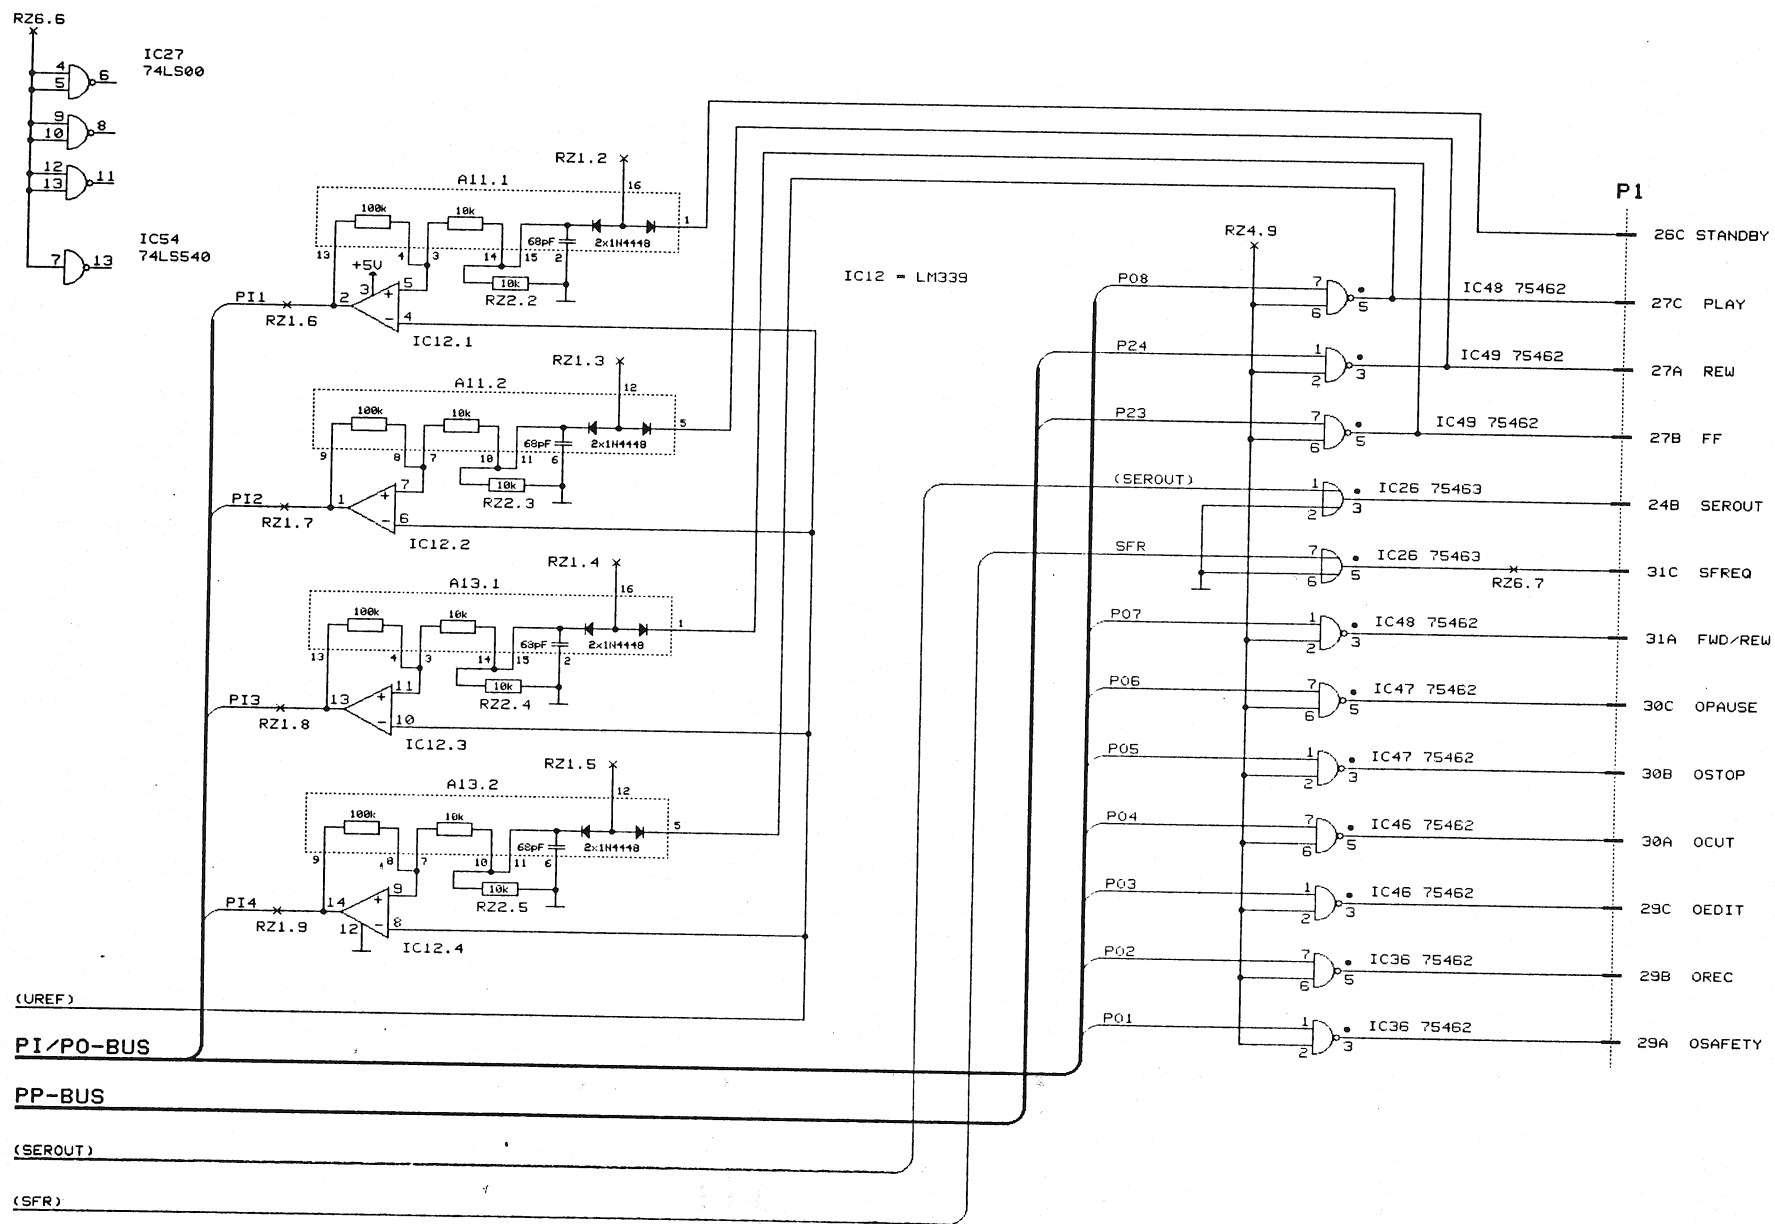 RZ6.6
IC27
74LS00
4
5
6
9
10
8
12
13
11
IC54
74LS540
7
13
RZ1.2
A11.1
16
100k
10k
68pF
2x1N4448
1
13
4
3
14
15
2
+5V
3
5
10k
RZ2.2
PI1
2
RZ1.6
4
IC12.1
IC12 = LM339
RZ1.3
A11.2
12
100k
10k
68pF
2x1N4448
5
9
8
7
10
11
6
7
10k
RZ2.3
PI2
1
RZ1.7
6
IC12.2
RZ1.4
A13.1
16
100k
10k
68pF
2x1N4448
1
13
4
3
14
15
2
11
10k
RZ2.4
PI3
13
RZ1.8
10
IC12.3
RZ1.5
A13.2
12
100k
10k
68pF
2x1N4448
5
9
8
7
10
11
6
9
10k
RZ2.5
PI4
14
RZ1.9
12
8
IC12.4
(UREF)
PI/PO-BUS
PP-BUS
(SEROUT)
(SFR)
P1
RZ4.9
26C STANDBY
PO8
7
6
5
IC48 75462
27C PLAY
P24
1
2
3
IC49 75462
27A REW
P23
7
6
5
IC49 75462
27B FF
(SEROUT)
1
2
3
IC26 75463
24B SEROUT
SFR
7
6
5
IC26 75463
RZ6.7
31C SFREQ
PO7
1
2
3
IC48 75462
31A FWD/REW
PO6
7
6
5
IC47 75462
30C OPAUSE
PO5
1
2
3
IC47 75462
30B OSTOP
PO4
7
6
5
IC46 75462
30A OCUT
PO3
1
2
3
IC46 75462
29C OEDIT
PO2
7
6
5
IC36 75462
29B OREC
PO1
1
2
3
IC36 75462
29A OSAFETY